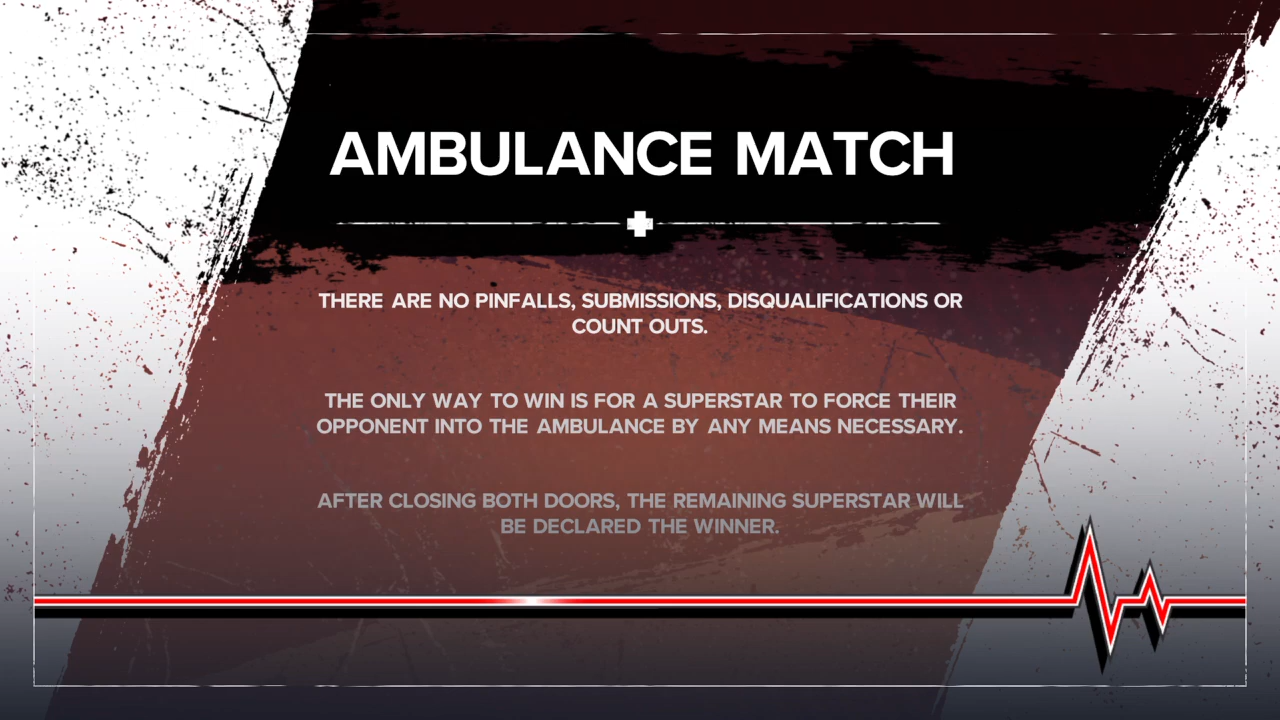 AMBULANCE MATCH
THERE ARE NO PINFALLS, SUBMISSIONS, DISQUALIFICATIONS OR
COUNT OUTS.
THE ONLY WAY TO WIN IS FOR A SUPERSTAR TO FORCE THEIR
OPPONENT INTO THE AMBULANCE BY ANY MEANS NECESSARY.
AFTER CLOSING BOTH DOORS, THE REMAINING SUPERSTAR WILL
BE DECLARED THE WINNER.